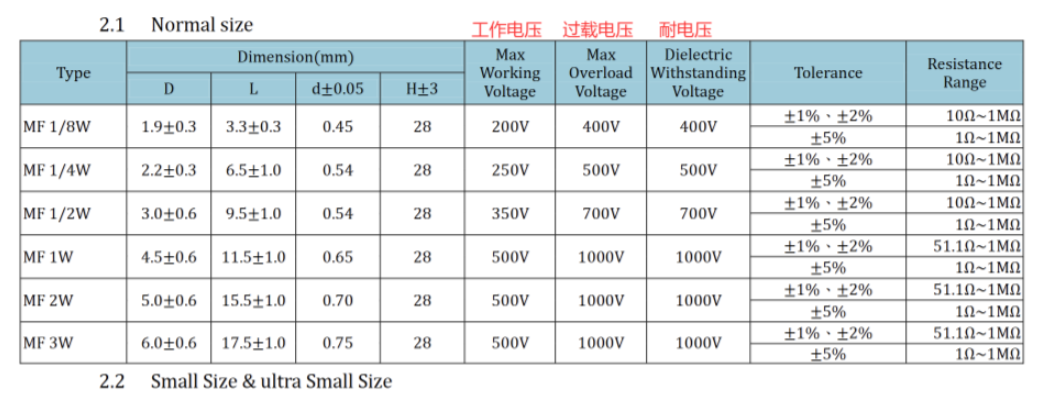 2.1 Normal size 工作电压 过载电压 耐电压
Type Dimension(mm) Max Working Voltage Max Overload Voltage Dielectric Withstanding Voltage Tolerance Resistance Range
D L d±0.05 H±3
MF 1/8W 1.9±0.3 3.3±0.3 0.45 28 200V 400V 400V ±1%、±2% 10Ω~1MΩ
±5% 1Ω~1MΩ
MF 1/4W 2.2±0.3 6.5±1.0 0.54 28 250V 500V 500V ±1%、±2% 10Ω~1MΩ
±5% 1Ω~1MΩ
MF 1/2W 3.0±0.6 9.5±1.0 0.54 28 350V 700V 700V ±1%、±2% 10Ω~1MΩ
±5% 1Ω~1MΩ
MF 1W 4.5±0.6 11.5±1.0 0.65 28 500V 1000V 1000V ±1%、±2% 51.1Ω~1MΩ
±5% 1Ω~1MΩ
MF 2W 5.0±0.6 15.5±1.0 0.70 28 500V 1000V 1000V ±1%、±2% 51.1Ω~1MΩ
±5% 1Ω~1MΩ
MF 3W 6.0±0.6 17.5±1.0 0.75 28 500V 1000V 1000V ±1%、±2% 51.1Ω~1MΩ
±5% 1Ω~1MΩ
2.2 Small Size & ultra Small Size